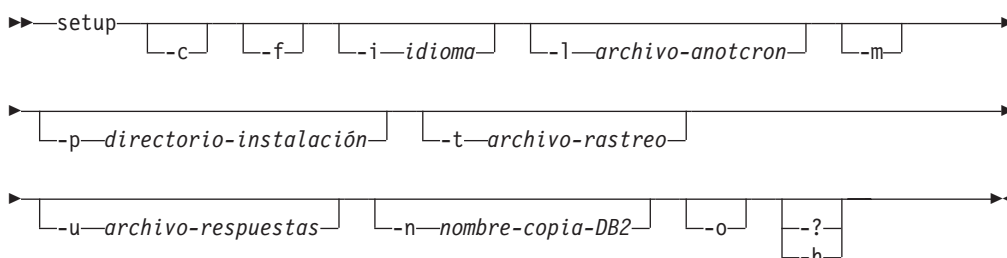 setup -c -f -i idioma -l archivo-anotcron -m
-p directorio-instalación -t archivo-rastreo
-u archivo-respuestas -n nombre-copia-DB2 -o -?
-h